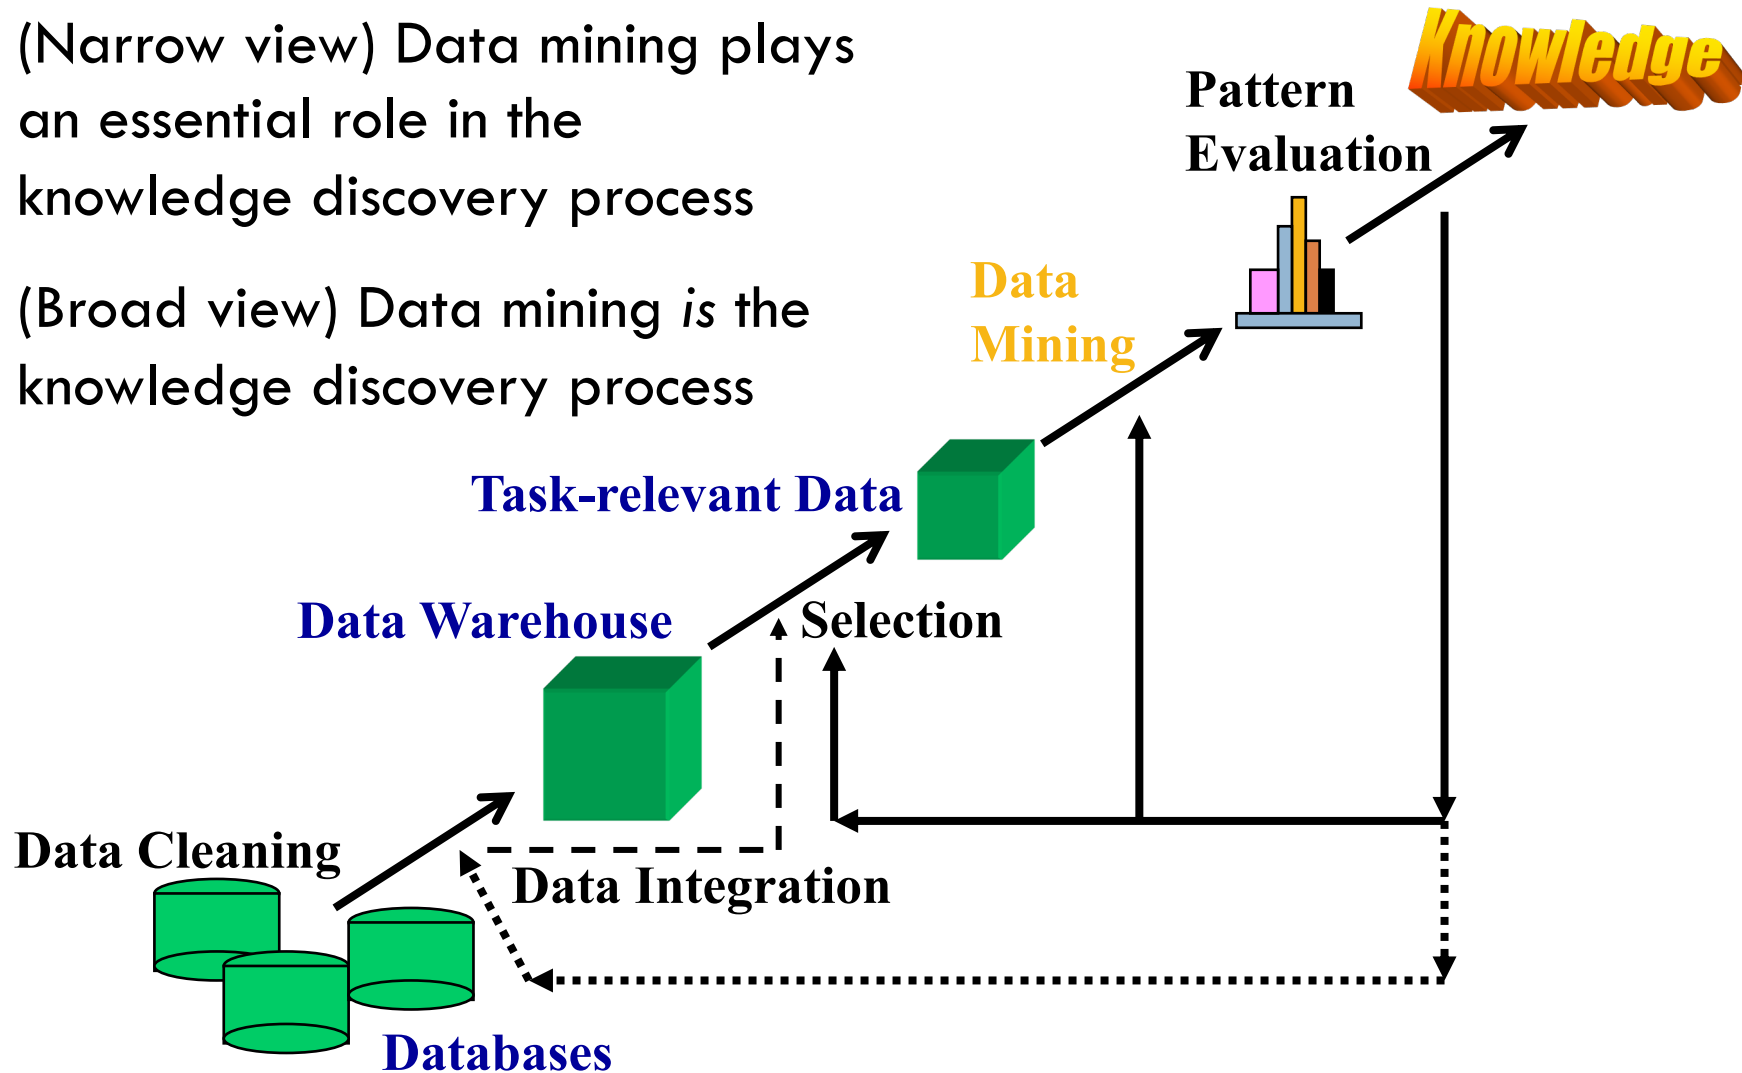 (Narrow view) Data mining plays
an essential role in the
knowledge discovery process
(Broad view) Data mining is the
knowledge discovery process
Knowledge
Pattern
Evaluation
Data
Mining
Task-relevant Data
Data Warehouse
Selection
Data Cleaning
Data Integration
Databases